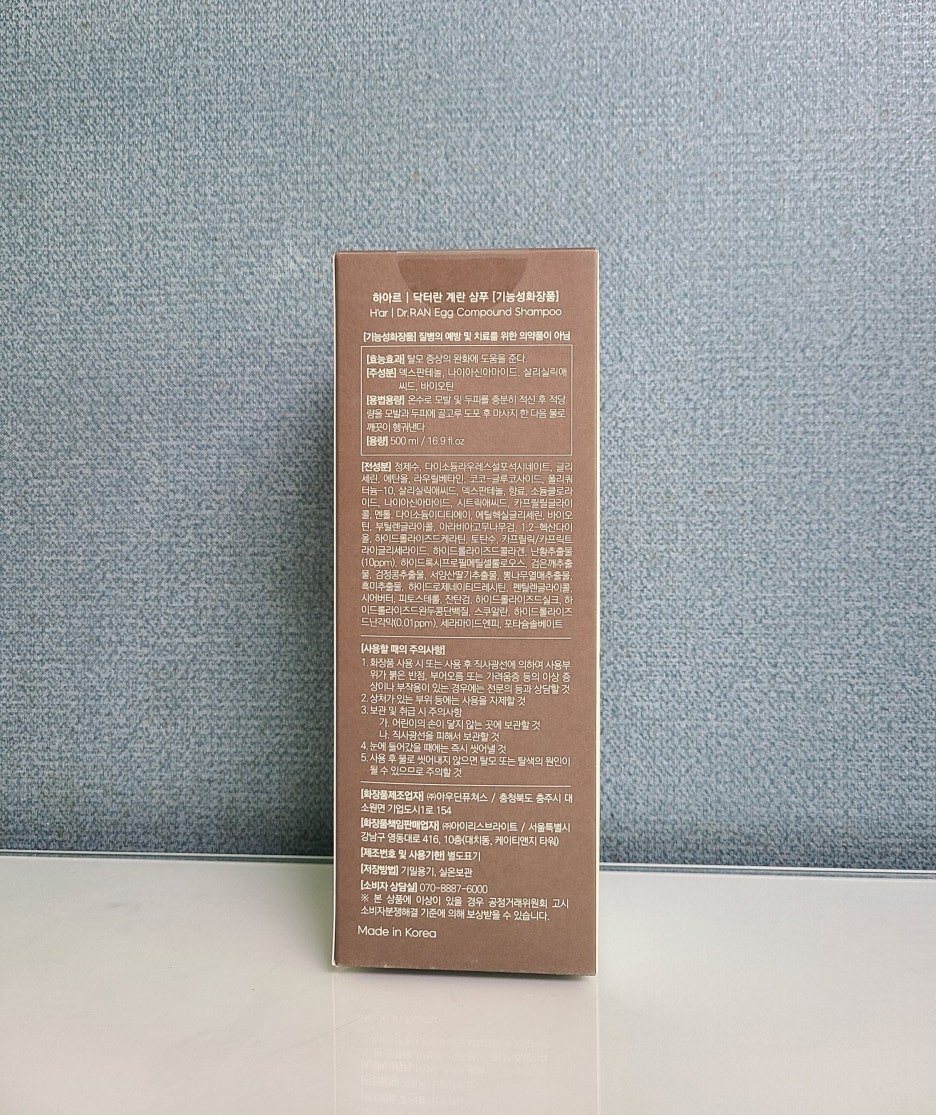 하아르 | 닥터란 계란 샴푸 [기능성화장품]
H'ar | Dr.RAN Egg Compound Shampoo
[기능성화장품] 질병의 예방 및 치료를 위한 의약품이 아님
[효능효과] 탈모 증상의 완화에 도움을 준다.
[주성분] 덱스판테놀, 나이아신아마이드, 살리실릭애
씨드, 바이오틴
[용법용량] 온수로 모발 및 두피를 충분히 적신 후 적당
량을 모발과 두피에 골고루 도포 후 마사지 한 다음 물로
깨끗이 헹궈낸다
[용량] 500 ml / 16.9 fl.oz
[전성분] 정제수, 다이소듐라우레스설포석시네이트, 글리
세린, 에탄올, 라우릴베타인, 코코-글루코사이드, 폴리쿼
터늄-10, 살리실릭애씨드, 덱스판테놀, 향료, 소듐클로라
이드, 나이아신아마이드, 시트릭애씨드, 카프릴릴글라이
콜, 멘톨, 다이소듐이디티에이, 에틸헥실글리세린, 바이오
틴, 부틸렌글라이콜, 아라비아고무나무검, 1,2-헥산다이
올, 하이드롤라이즈드케라틴, 토탄수, 카프릴릭/카프릭트
라이글리세라이드, 하이드롤라이즈드콜라겐, 난황추출물
(10ppm), 하이드록시프로필메틸셀룰로오스, 검은깨추출
물, 검정콩추출물, 서양산딸기추출물, 뽕나무열매추출물,
흑미추출물, 하이드로제네이티드레시틴, 펜틸렌글라이콜,
시어버터, 피토스테롤, 잔탄검, 하이드롤라이즈드실크, 하
이드롤라이즈드완두콩단백질, 스쿠알란, 하이드롤라이즈
드난각막(0.01ppm), 세라마이드엔피, 포타슘솔베이트
[사용할 때의 주의사항]
1. 화장품 사용 시 또는 사용 후 직사광선에 의하여 사용부
위가 붉은 반점, 부어오름 또는 가려움증 등의 이상 증
상이나 부작용이 있는 경우에는 전문의 등과 상담할 것
2. 상처가 있는 부위 등에는 사용을 자제할 것
3. 보관 및 취급 시 주의사항
가. 어린이의 손이 닿지 않는 곳에 보관할 것
나. 직사광선을 피해서 보관할 것
4. 눈에 들어갔을 때에는 즉시 씻어낼 것
5. 사용 후 물로 씻어내지 않으면 탈모 또는 탈색의 원인이
될 수 있으므로 주의할 것
[화장품제조업자] ㈜아우딘퓨쳐스 / 충청북도 충주시 대
소원면 기업도시1로 154
[화장품책임판매업자] ㈜아이리스브라이트 / 서울특별시
강남구 영동대로 416, 10층(대치동, 케이티앤지 타워)
[제조번호 및 사용기한] 별도표기
[저장방법] 기밀용기, 실온보관
[소비자 상담실] 070-8887-6000
※ 본 상품에 이상이 있을 경우 공정거래위원회 고시
소비자분쟁해결 기준에 의해 보상받을 수 있습니다.
Made in Korea